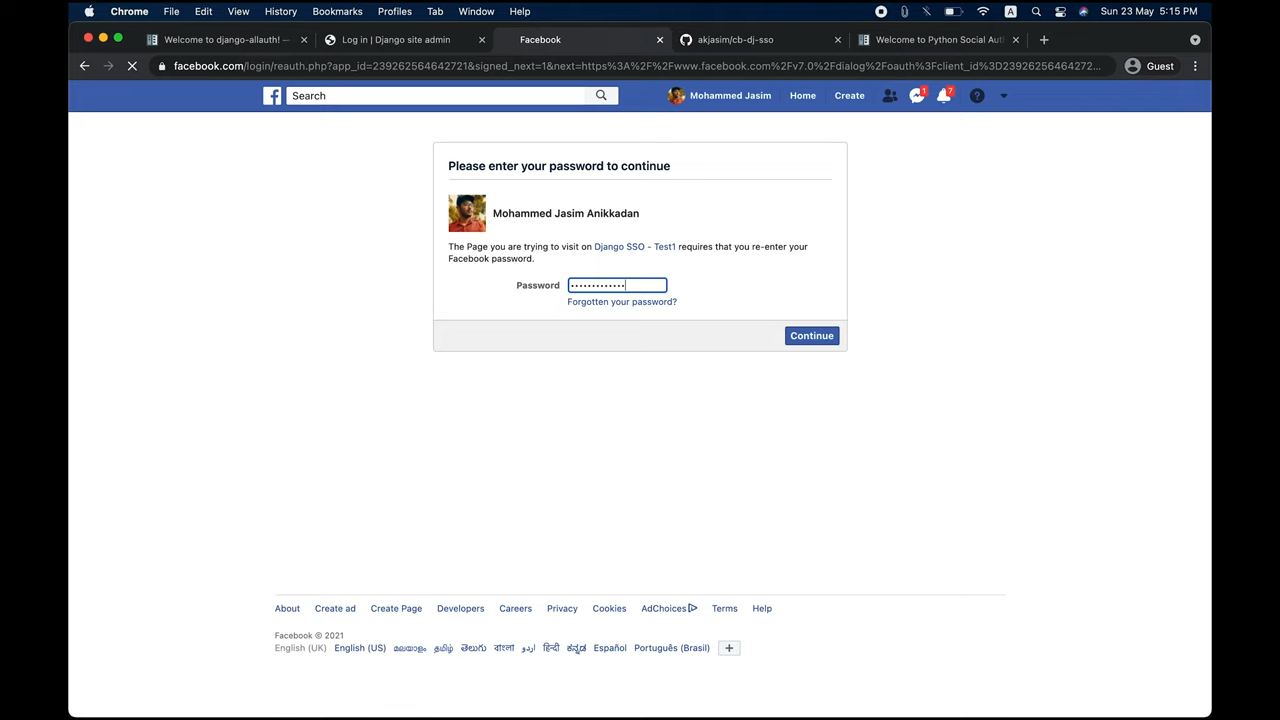 Chrome File Edit View History Bookmarks Profiles Tab Window Help A Sun 23 May 5:15 PM
Welcome to django-allauth! — Log in | Django site admin Facebook akjasim/cb-dj-sso Welcome to Python Social Aut
facebook.com/login/reauth.php?app_id=239262564642721&signed_next=1&next=https%3A%2F%2Fwww.facebook.com%2Fv7.0%2Fdialog%2Foauth%3Fclient_id%3D23926256464272... Guest
f Search Mohammed Jasim Home Create 1 7 ?
Please enter your password to continue
Mohammed Jasim Anikkadan
The Page you are trying to visit on Django SSO - Test1 requires that you re-enter your
Facebook password.
Password •••••••••••••
Forgotten your password?
Continue
About Create ad Create Page Developers Careers Privacy Cookies AdChoices Terms Help
Facebook © 2021
English (UK) English (US) മലയാളം தமிழ் తెలుగు বাংলা اردو हिन्दी ಕನ್ನಡ Español Português (Brasil) +